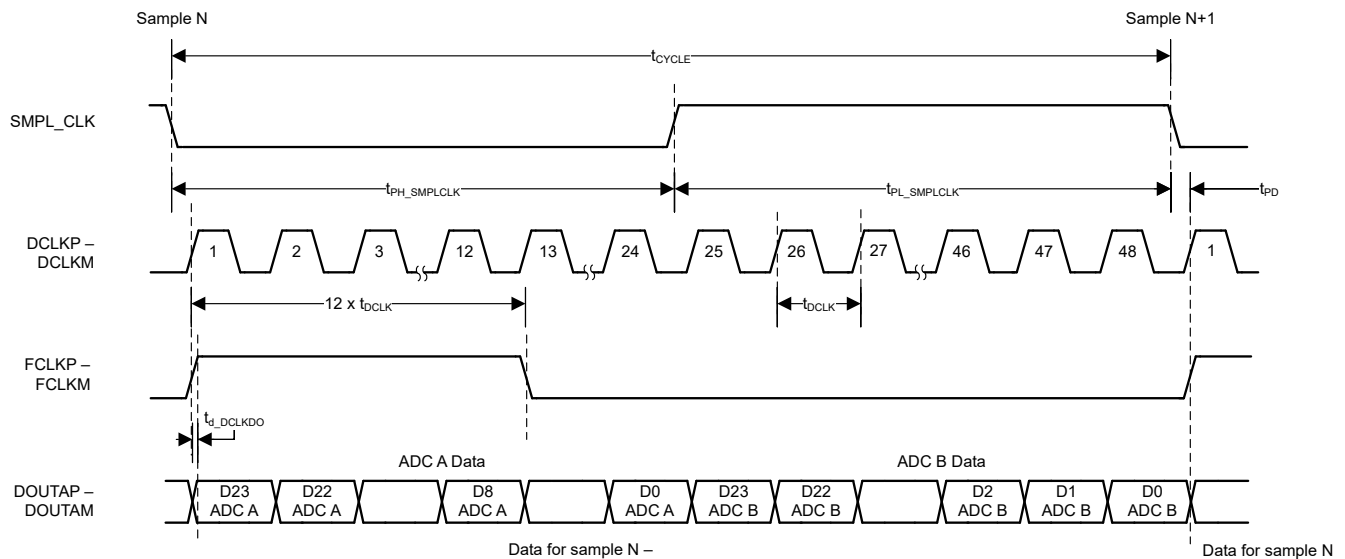 Sample N
Sample N+1
tCYCLE
SMPL_CLK
tPH_SMPLCLK
tPL_SMPLCLK
tPD
DCLKP –
DCLKM
1 2 3 12 13 24 25 26 27 46 47 48 1
12 x tDCLK
tDCLK
FCLKP –
FCLKM
td_DCLKDO
ADC A Data
ADC B Data
DOUTAP –
DOUTAM
D23 D22 D8 D0 D23 D22 D2 D1 D0
ADC A ADC A ADC A ADC A ADC B ADC B ADC B ADC B ADC B
Data for sample N –
Data for sample N